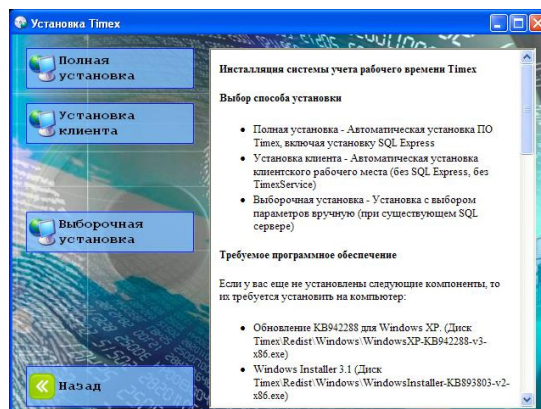 Установка Timex
Полная
установка
Установка
клиента
Выборочная
установка
Назад
Инсталляция системы учета рабочего времени Timex
Выбор способа установки
Полная установка - Автоматическая установка ПО
Timex, включая установку SQL Express
Установка клиента - Автоматическая установка
клиентского рабочего места (без SQL Express, без
TimexService)
Выборочная установка - Установка с выбором
параметров вручную (при существующем SQL
сервере)
Требуемое программное обеспечение
Если у вас еще не установлены следующие компоненты, то
их требуется установить на компьютер:
Обновление KB942288 для Windows XP. (Диск
Timex\Redist\Windows\WindowsXP-KB942288-v3-
x86.exe)
Windows Installer 3.1 (Диск
Timex\Redist\Windows\WindowsInstaller-KB893803-v2-
x86.exe)